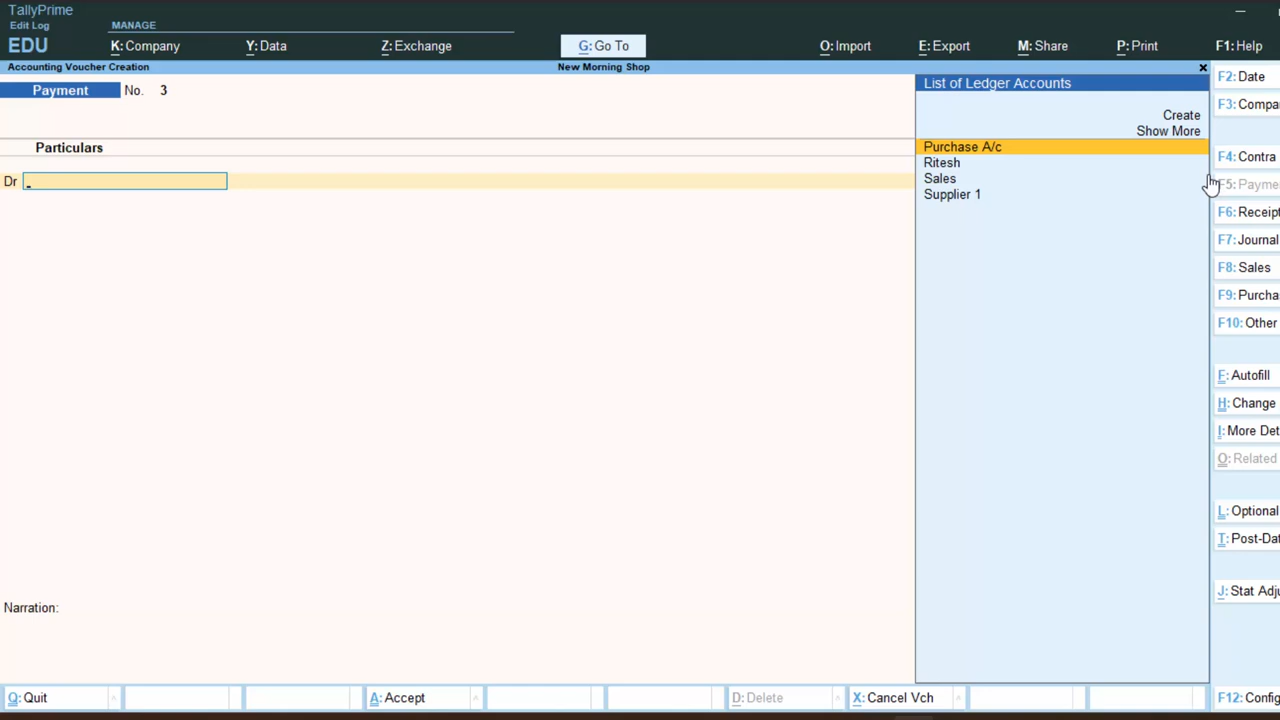 TallyPrime
Edit Log
EDU
MANAGE
K: Company
Y: Data
Z: Exchange
G: Go To
O: Import
E: Export
M: Share
P: Print
F1: Help
Accounting Voucher Creation
New Morning Shop
×
Payment No. 3
Particulars
Dr
List of Ledger Accounts
Create
Show More
Purchase A/c
Ritesh
Sales
Supplier 1
F2: Date
F3: Compa
F4: Contra
F5: Payme
F6: Receipt
F7: Journal
F8: Sales
F9: Purcha
F10: Other
F: Autofill
H: Change
I: More Det
O: Related
L: Optional
T: Post-Dat
J: Stat Adju
Narration:
Q: Quit
A: Accept
D: Delete
X: Cancel Vch
F12: Config